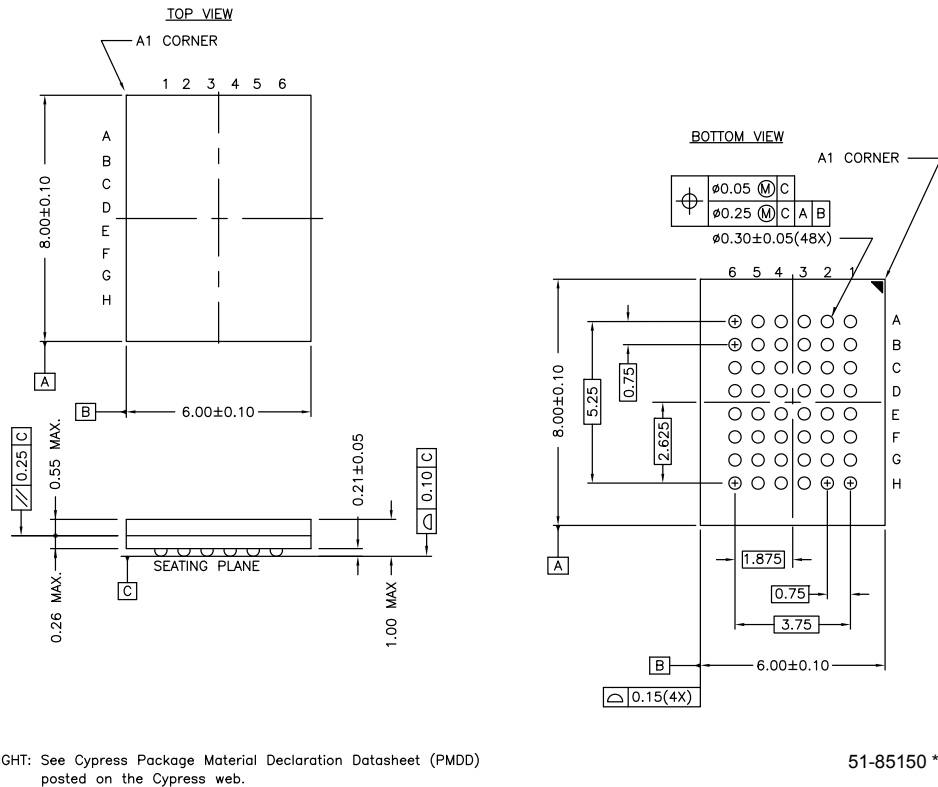 TOP VIEW
A1 CORNER
1 2 3 4 5 6
A
B
C
D
E
F
G
H
8.00±0.10
A
B
6.00±0.10
// 0.25 C
0.55 MAX.
0.26 MAX.
SEATING PLANE
C
0.21±0.05
⌓ 0.10 C
1.00 MAX
BOTTOM VIEW
A1 CORNER
⌖ ø0.05 Ⓜ C
ø0.25 Ⓜ C A B
ø0.30±0.05(48X)
6 5 4 3 2 1
A
B
C
D
E
F
G
H
8.00±0.10
5.25
0.75
2.625
A
1.875
0.75
3.75
B
6.00±0.10
⌓ 0.15(4X)
GHT: See Cypress Package Material Declaration Datasheet (PMDD)
posted on the Cypress web.
51-85150 *